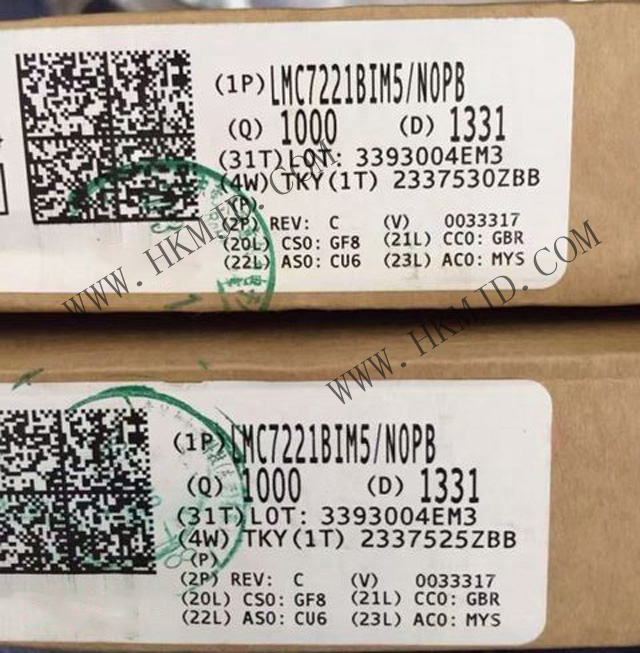 (1P) LMC7221BIM5/NOPB
(Q) 1000 (D) 1331
(31T) LOT: 3393004EM3
(4W) TKY (1T) 2337530ZBB
(P)
(2P) REV: C (V) 0033317
(20L) CSO: GF8 (21L) CCO: GBR
(22L) ASO: CU6 (23L) ACO: MYS
WWW.HKMJD.COM
WWW.HKMJD.COM
(1P) LMC7221BIM5/NOPB
(Q) 1000 (D) 1331
(31T) LOT: 3393004EM3
(4W) TKY (1T) 2337525ZBB
(P)
(2P) REV: C (V) 0033317
(20L) CSO: GF8 (21L) CCO: GBR
(22L) ASO: CU6 (23L) ACO: MYS